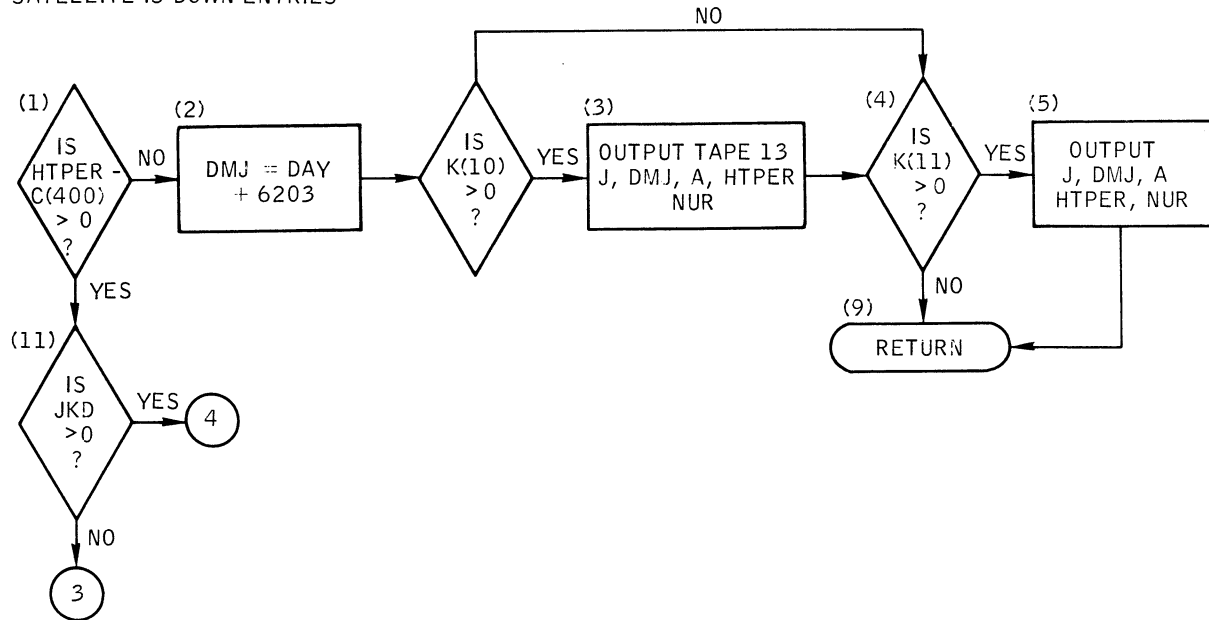 SATELLITE IS DOWN ENTRIES
NO
(1)
IS
HTPER -
C(400)
> 0
?
NO
(2)
DMJ = DAY
+ 6203
IS
K(10)
>0
?
YES
(3)
OUTPUT TAPE 13
J, DMJ, A, HTPER
NUR
(4)
IS
K(11)
>0
?
YES
(5)
OUTPUT
J, DMJ, A
HTPER, NUR
YES
NO
(9)
RETURN
(11)
IS
JKD
>0
?
YES
4
NO
3